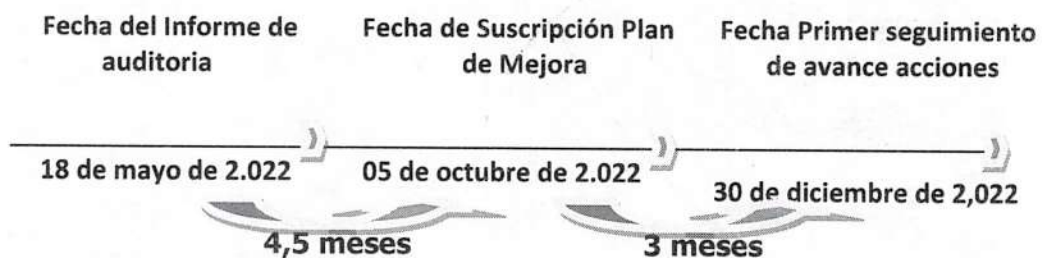 Fecha del Informe de
auditoria
Fecha de Suscripción Plan
de Mejora
Fecha Primer seguimiento
de avance acciones
18 de mayo de 2.022
05 de octubre de 2.022
30 de diciembre de 2,022
4,5 meses
3 meses